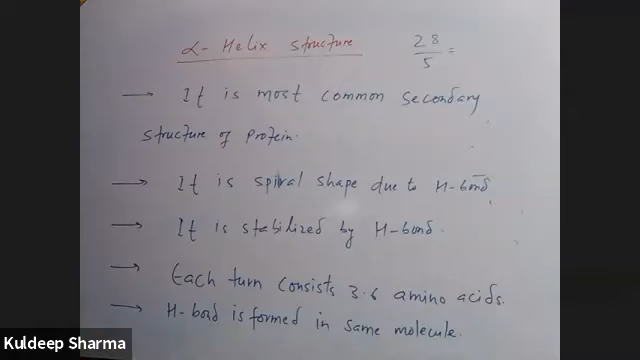 α- Helix structure
28/5 =
→ It is most common secondary
structure of protein.
→ It is spiral shape due to H-bond
→ It is stabilized by H-bond.
→ Each turn consists 3.6 amino acids.
→ H-bond is formed in same molecule.
Kuldeep Sharma